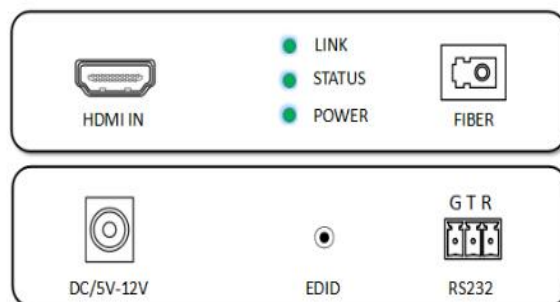 LINK
STATUS
POWER
HDMI IN
FIBER
G T R
DC/5V-12V
EDID
RS232